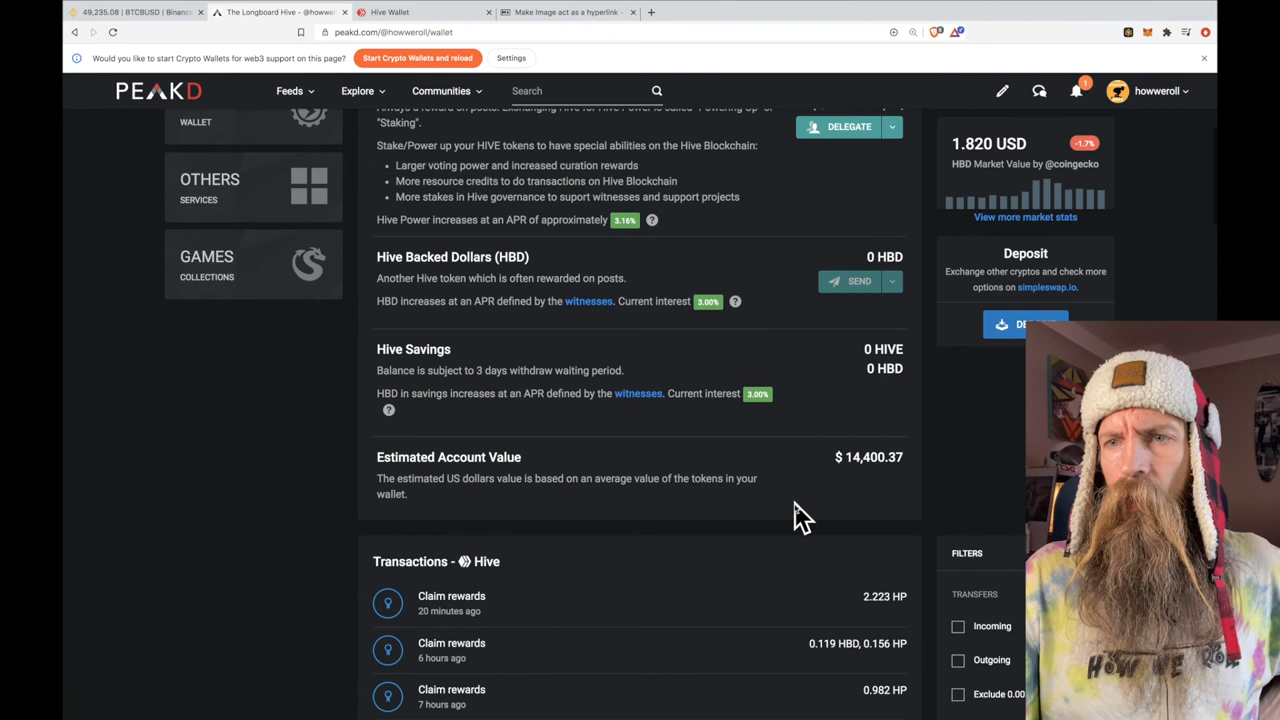 49,235.08 | BTCBUSD | Binanc
The Longboard Hive - @howwer
Hive Wallet
Make Image act as a hyperlink -
peakd.com/@howweroll/wallet
Would you like to start Crypto Wallets for web3 support on this page?
Start Crypto Wallets and reload
Settings
PEAKD
Feeds
Explore
Communities
Search
1
howweroll
WALLET
OTHERS
SERVICES
GAMES
COLLECTIONS
"Staking".
DELEGATE
Stake/Power up your HIVE tokens to have special abilities on the Hive Blockchain:
• Larger voting power and increased curation rewards
• More resource credits to do transactions on Hive Blockchain
• More stakes in Hive governance to suport witnesses and support projects
Hive Power increases at an APR of approximately 3.16% ?
Hive Backed Dollars (HBD)
0 HBD
Another Hive token which is often rewarded on posts.
SEND
HBD increases at an APR defined by the witnesses. Current interest 3.00% ?
Hive Savings
0 HIVE
0 HBD
Balance is subject to 3 days withdraw waiting period.
HBD in savings increases at an APR defined by the witnesses. Current interest 3.00%
?
Estimated Account Value
$ 14,400.37
The estimated US dollars value is based on an average value of the tokens in your
wallet.
Transactions - Hive
Claim rewards
2.223 HP
20 minutes ago
Claim rewards
0.119 HBD, 0.156 HP
6 hours ago
Claim rewards
0.982 HP
7 hours ago
1.820 USD
-1.7%
HBD Market Value by @coingecko
View more market stats
Deposit
Exchange other cryptos and check more
options on simpleswap.io.
FILTERS
TRANSFERS
Incoming
Outgoing
Exclude 0.00